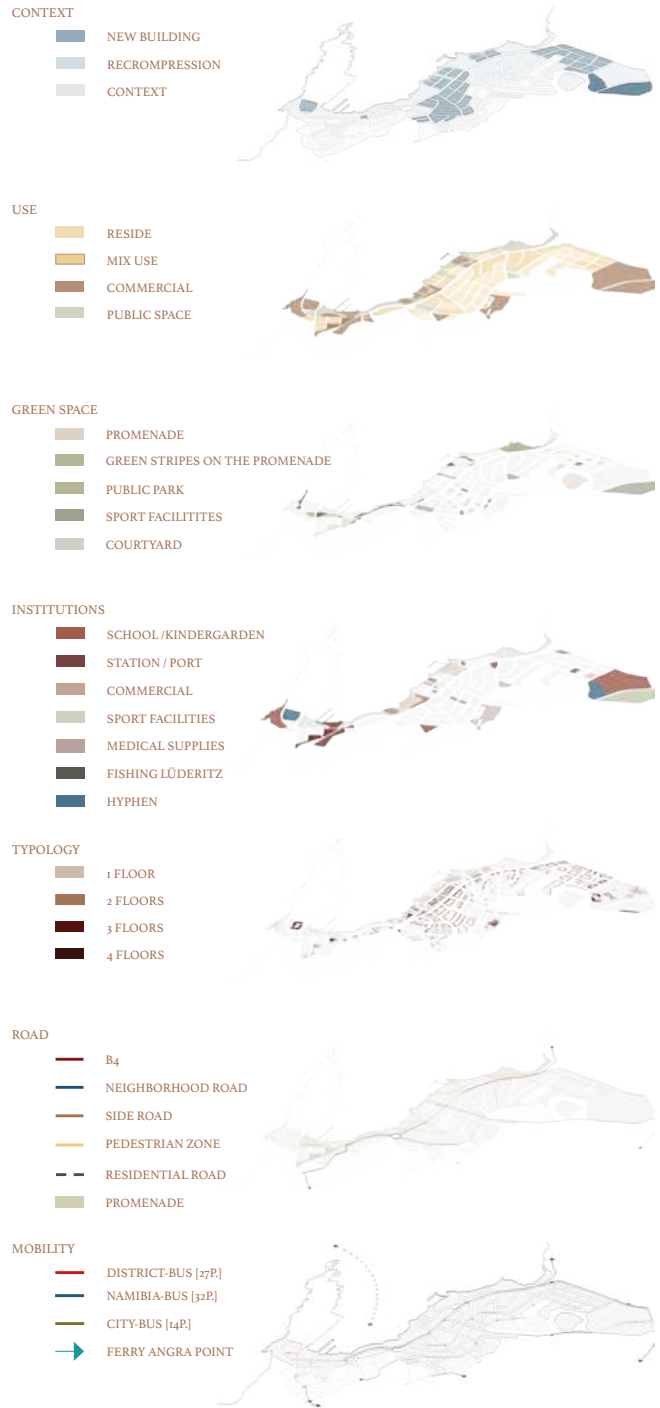 CONTEXT
NEW BUILDING
RECROMPRESSION
CONTEXT
USE
RESIDE
MIX USE
COMMERCIAL
PUBLIC SPACE
GREEN SPACE
PROMENADE
GREEN STRIPES ON THE PROMENADE
PUBLIC PARK
SPORT FACILITITES
COURTYARD
INSTITUTIONS
SCHOOL /KINDERGARDEN
STATION / PORT
COMMERCIAL
SPORT FACILITIES
MEDICAL SUPPLIES
FISHING LÜDERITZ
HYPHEN
TYPOLOGY
1 FLOOR
2 FLOORS
3 FLOORS
4 FLOORS
ROAD
B4
NEIGHBORHOOD ROAD
SIDE ROAD
PEDESTRIAN ZONE
RESIDENTIAL ROAD
PROMENADE
MOBILITY
DISTRICT-BUS [27P.]
NAMIBIA-BUS [32P.]
CITY-BUS [14P.]
FERRY ANGRA POINT